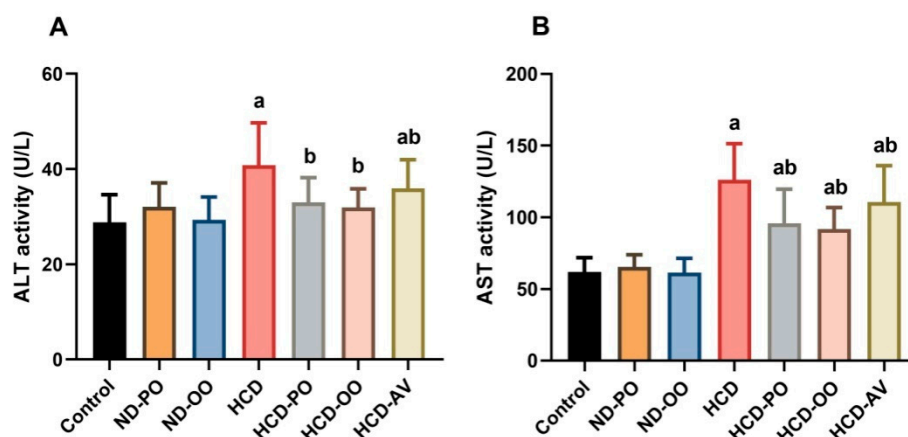 A
ALT activity (U/L)
60
40
20
0
a
b
b
ab
Control
ND-PO
ND-OO
HCD
HCD-PO
HCD-OO
HCD-AV
B
AST activity (U/L)
200
150
100
50
0
a
ab
ab
ab
Control
ND-PO
ND-OO
HCD
HCD-PO
HCD-OO
HCD-AV